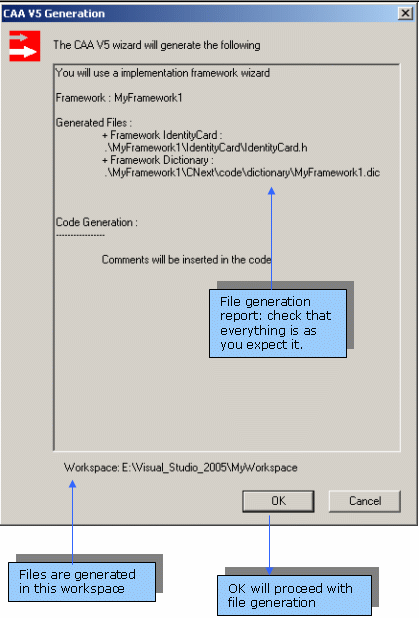 CAA V5 Generation
The CAA V5 wizard will generate the following
You will use a implementation framework wizard
Framework : MyFramework1
Generated Files :
+ Framework IdentityCard :
.\MyFramework1\IdentityCard\IdentityCard.h
+ Framework Dictionary :
.\MyFramework1\CNext\code\dictionary\MyFramework1.dic
Code Generation :
-----------------
Comments will be inserted in the code
File generation
report: check that
everything is as
you expect it.
Workspace: E:\Visual_Studio_2005\MyWorkspace
OK
Cancel
Files are generated
in this workspace
OK will proceed with
file generation